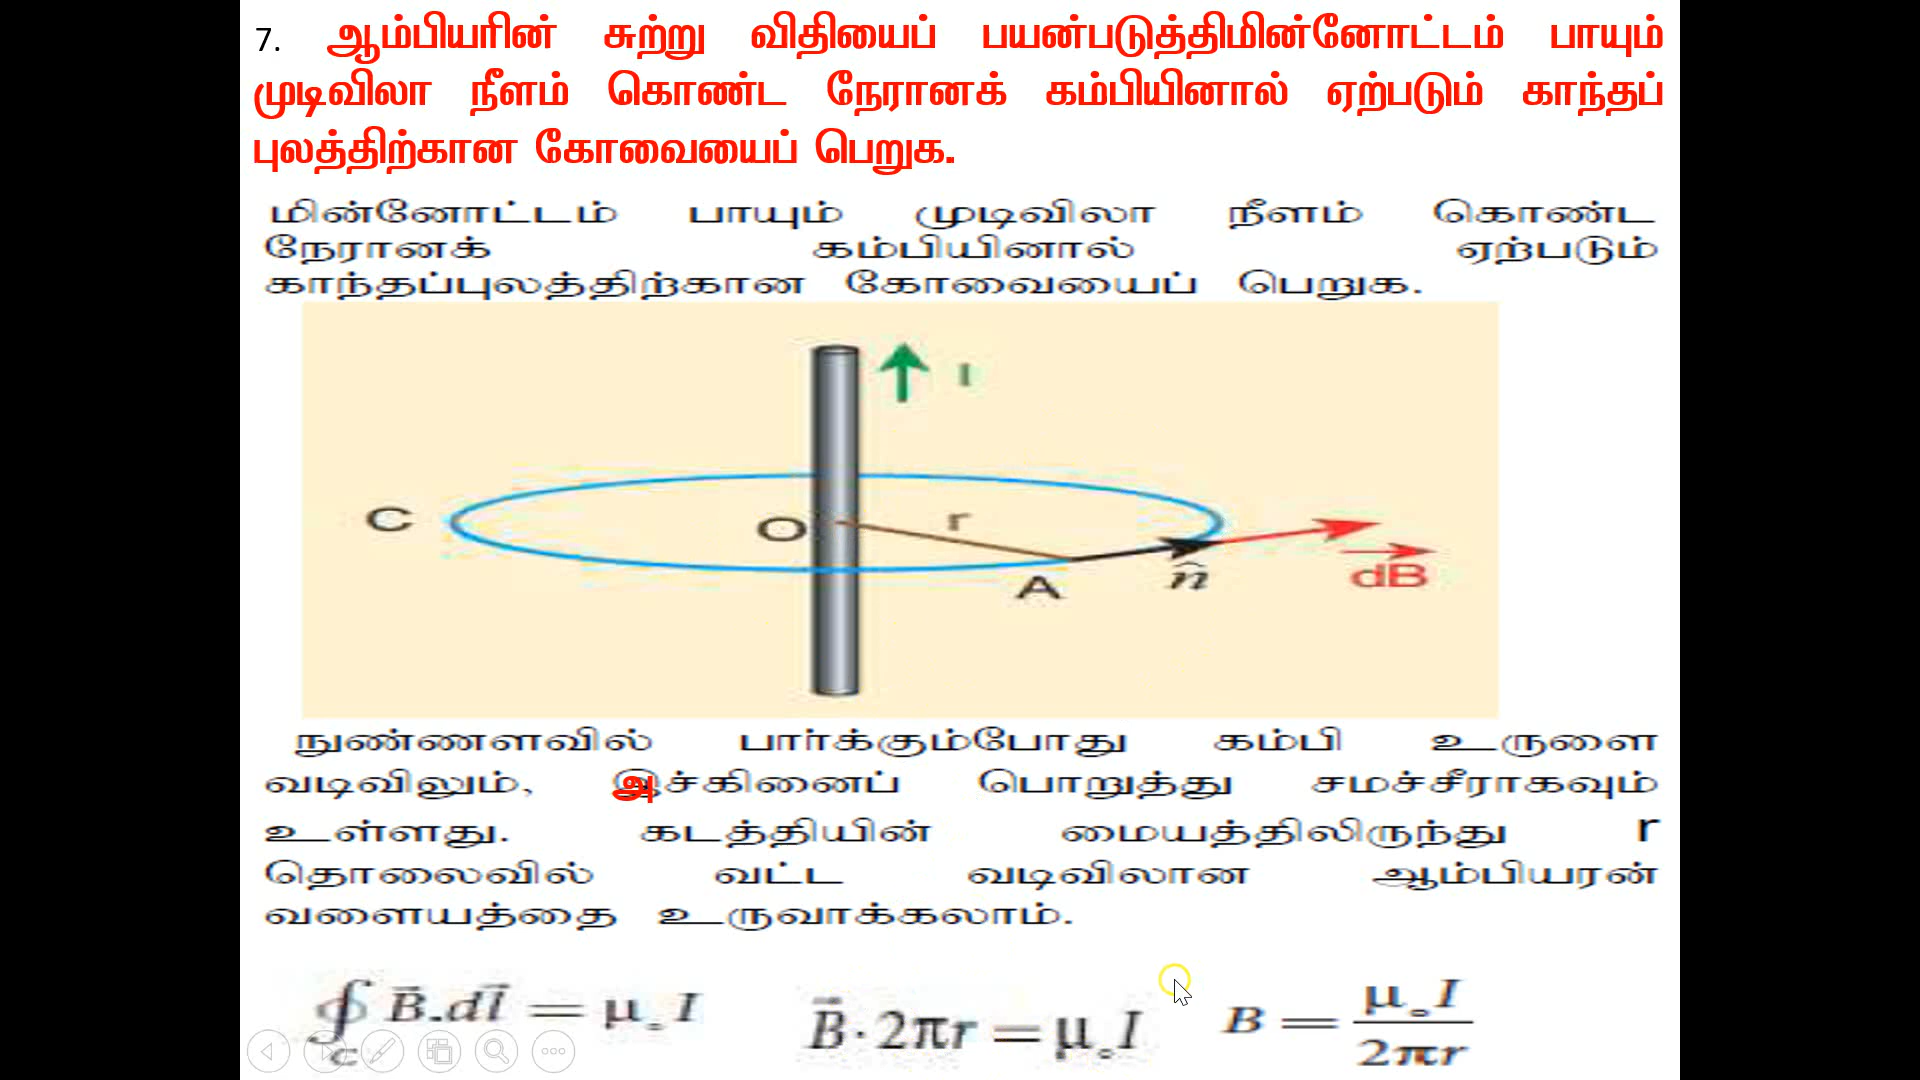 7. ஆம்பியரின் சுற்று விதியைப் பயன்படுத்திமின்னோட்டம் பாயும்
முடிவிலா நீளம் கொண்ட நேரானக் கம்பியினால் ஏற்படும் காந்தப்
புலத்திற்கான கோவையைப் பெறுக.
மின்னோட்டம் பாயும் முடிவிலா நீளம் கொண்ட
நேரானக் கம்பியினால் ஏற்படும்
காந்தப்புலத்திற்கான கோவையைப் பெறுக.
I
C
O
r
A
n̂
dB⃗
நுண்ணளவில் பார்க்கும்போது கம்பி உருளை
வடிவிலும், அச்கினைப் பொறுத்து சமச்சீராகவும்
உள்ளது. கடத்தியின் மையத்திலிருந்து r
தொலைவில் வட்ட வடிவிலான ஆம்பியரன்
வளையத்தை உருவாக்கலாம்.
∮_C B⃗.dl⃗ = μ₀I
B⃗·2πr = μ₀I
B = μ₀I / 2πr